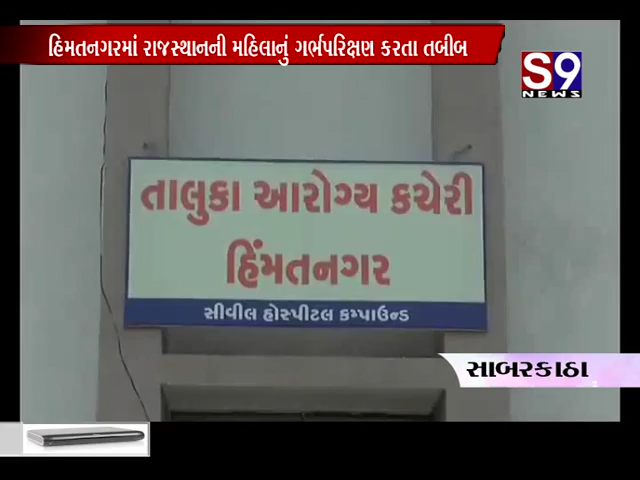 હિંમતનગરમાં રાજસ્થાનની મહિલાનું ગર્ભપરિક્ષણ કરતા તબીબ
S9
NEWS
તાલુકા આરોગ્ય કચેરી
હિંમતનગર
સીવીલ હોસ્પીટલ કમ્પાઉન્ડ
સાબરકાંઠા